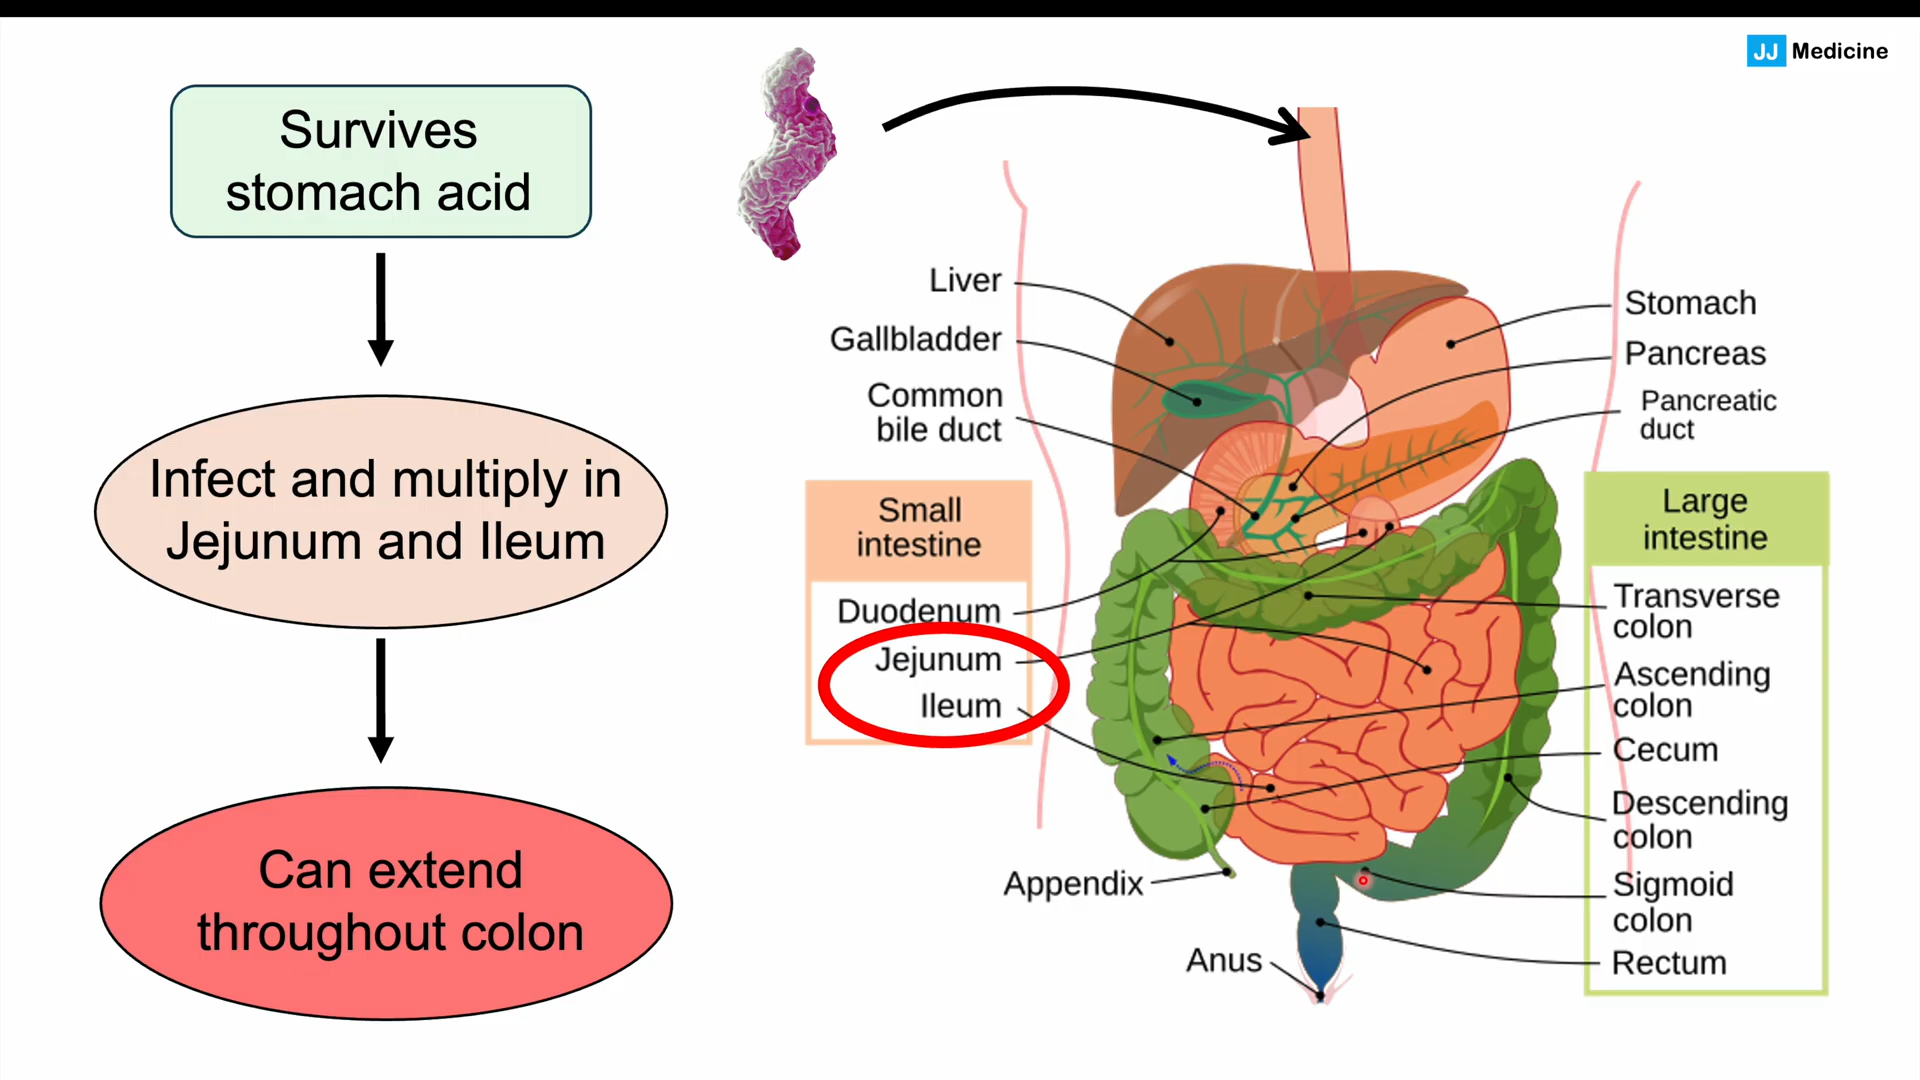 JJ Medicine
Survives
stomach acid
Infect and multiply in
Jejunum and Ileum
Can extend
throughout colon
Liver
Gallbladder
Common
bile duct
Small
intestine
Duodenum
Jejunum
Ileum
Appendix
Anus
Stomach
Pancreas
Pancreatic
duct
Large
intestine
Transverse
colon
Ascending
colon
Cecum
Descending
colon
Sigmoid
colon
Rectum